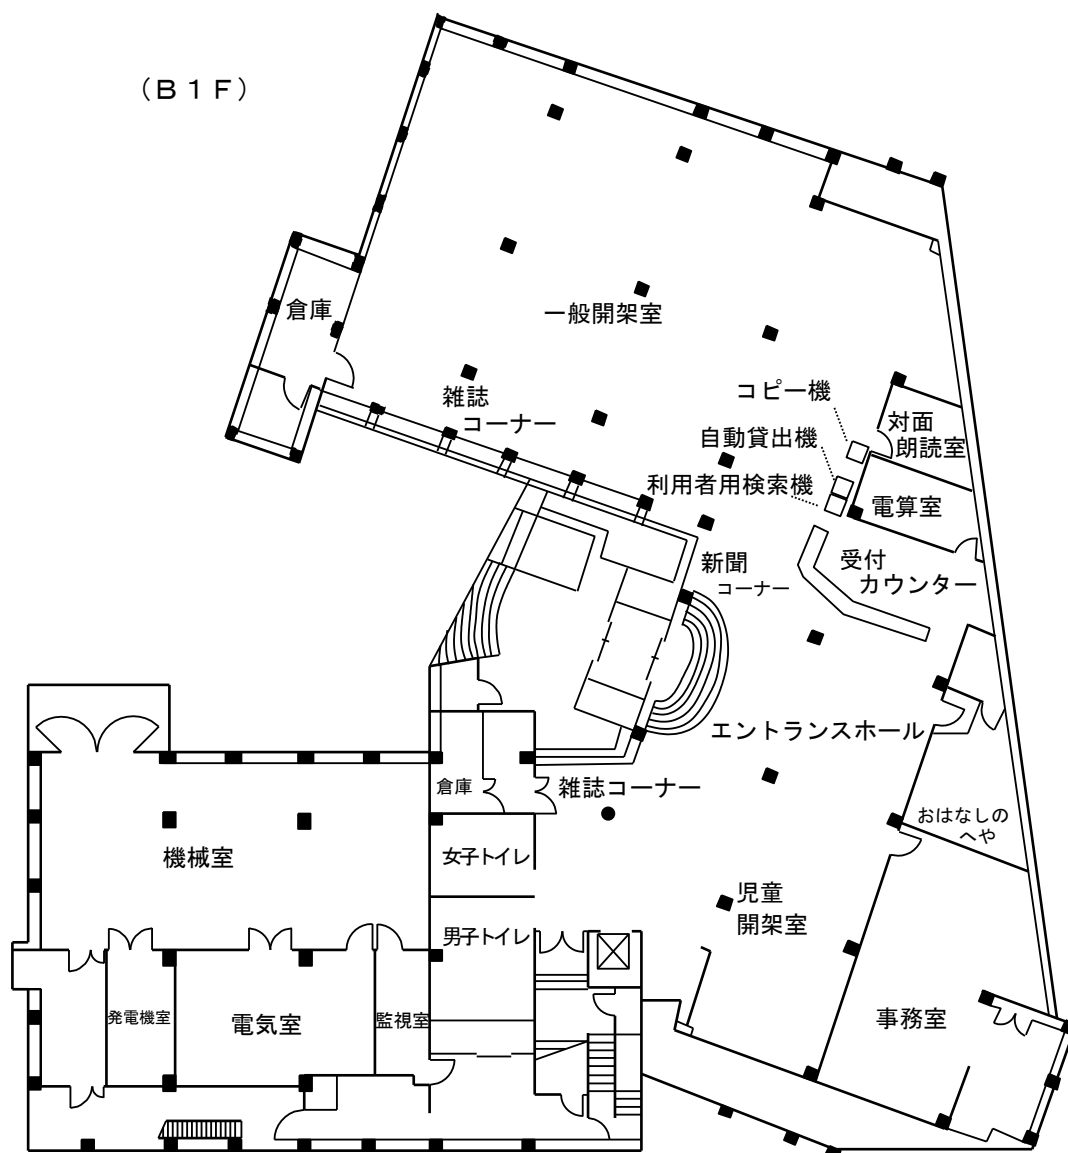 （Ｂ１Ｆ）
倉庫
一般開架室
雑誌
コーナー
コピー機
対面
朗読室
自動貸出機
利用者用検索機
電算室
新聞
コーナー
受付
カウンター
エントランスホール
倉庫
雑誌コーナー
おはなしの
へや
機械室
女子トイレ
児童
開架室
男子トイレ
発電機室
電気室
監視室
事務室